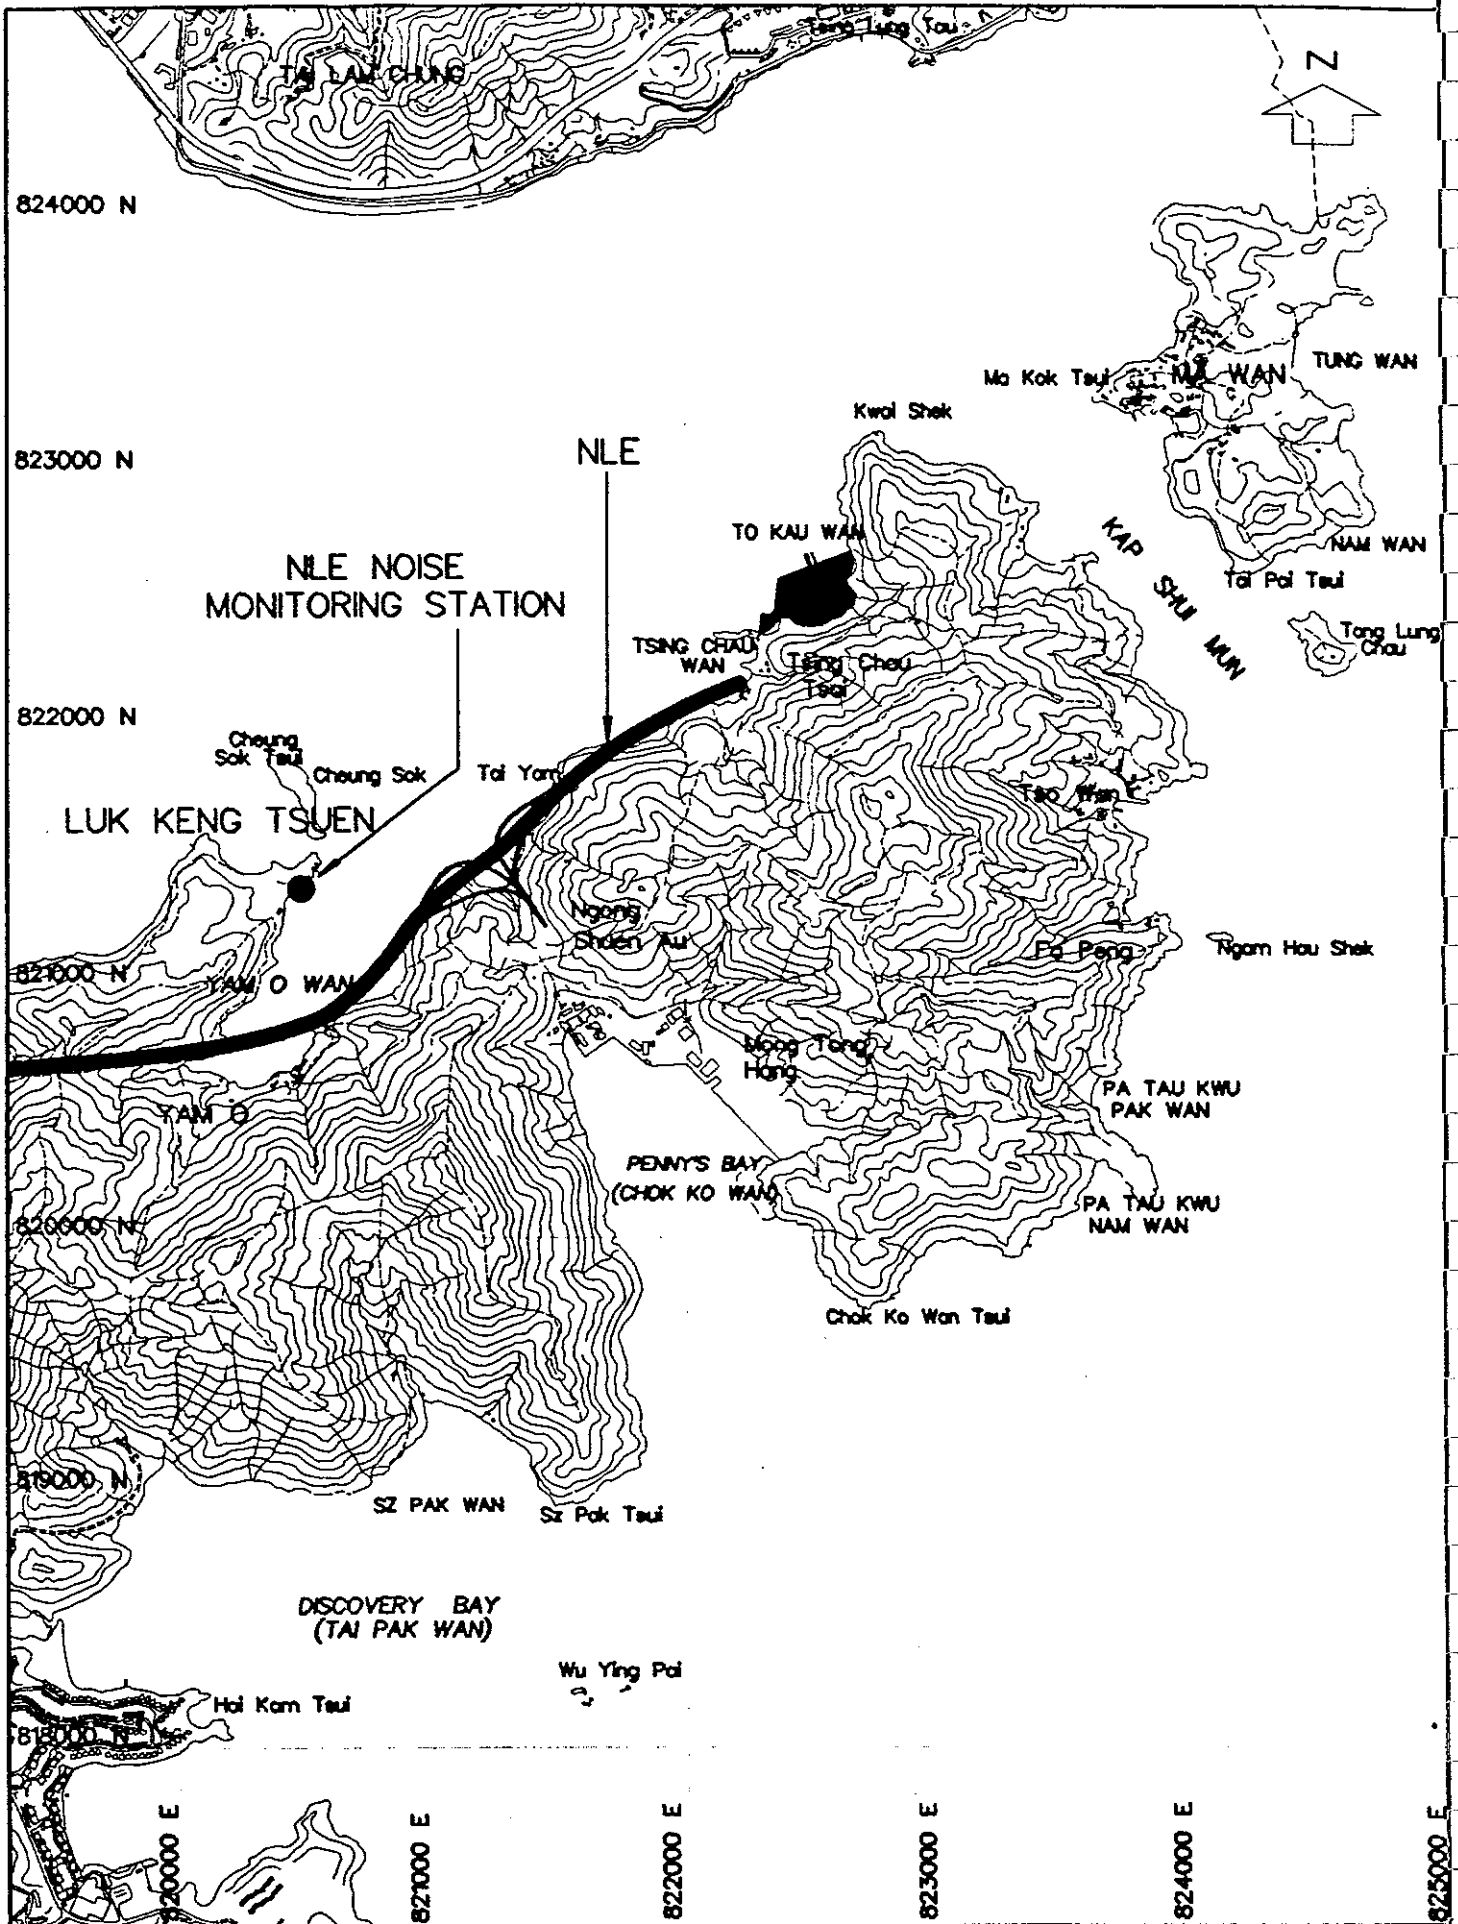 Tsing Lung Tau
N
TAI LAM CHUNG
824000 N
TUNG WAN
Ma Kok Tsui
MA WAN
Kwai Shek
NLE
823000 N
TO KAU WAN
KAP SHUI MUN
NAM WAN
NLE NOISE
MONITORING STATION
Tai Pai Tsui
Tang Lung
Chau
TSING CHAU
WAN
Tsing Chau
Tsai
822000 N
Cheung
Sok Tsui
Cheung Sok
Tai Yam
Tso Wan
LUK KENG TSUEN
Ngong
Shuen Au
Fa Peng
Ngam Hau Shek
821000 N
YAM O WAN
Mong Tong
Hang
PA TAU KWU
PAK WAN
YAM O
PENNY'S BAY
(CHOK KO WAN)
PA TAU KWU
NAM WAN
820000 N
Chok Ko Wan Tsui
819000 N
SZ PAK WAN
Sz Pak Tsui
DISCOVERY BAY
(TAI PAK WAN)
Wu Ying Pai
Hai Kam Tsui
818000 N
820000 E
821000 E
822000 E
823000 E
824000 E
825000 E